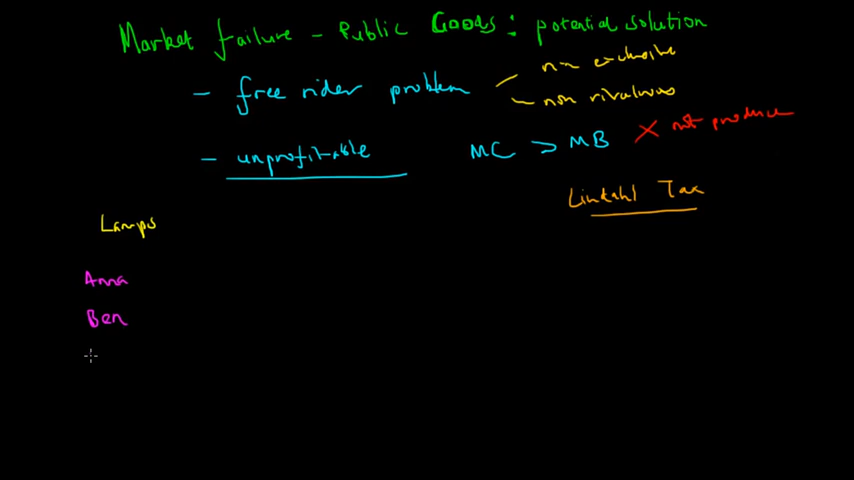 Market failure - Public Goods: potential solution
- free rider problem
non exclusive
non rivalrous
- unprofitable
MC > MB
X not produce
Lindahl Tax
Lamps
Anna
Ben